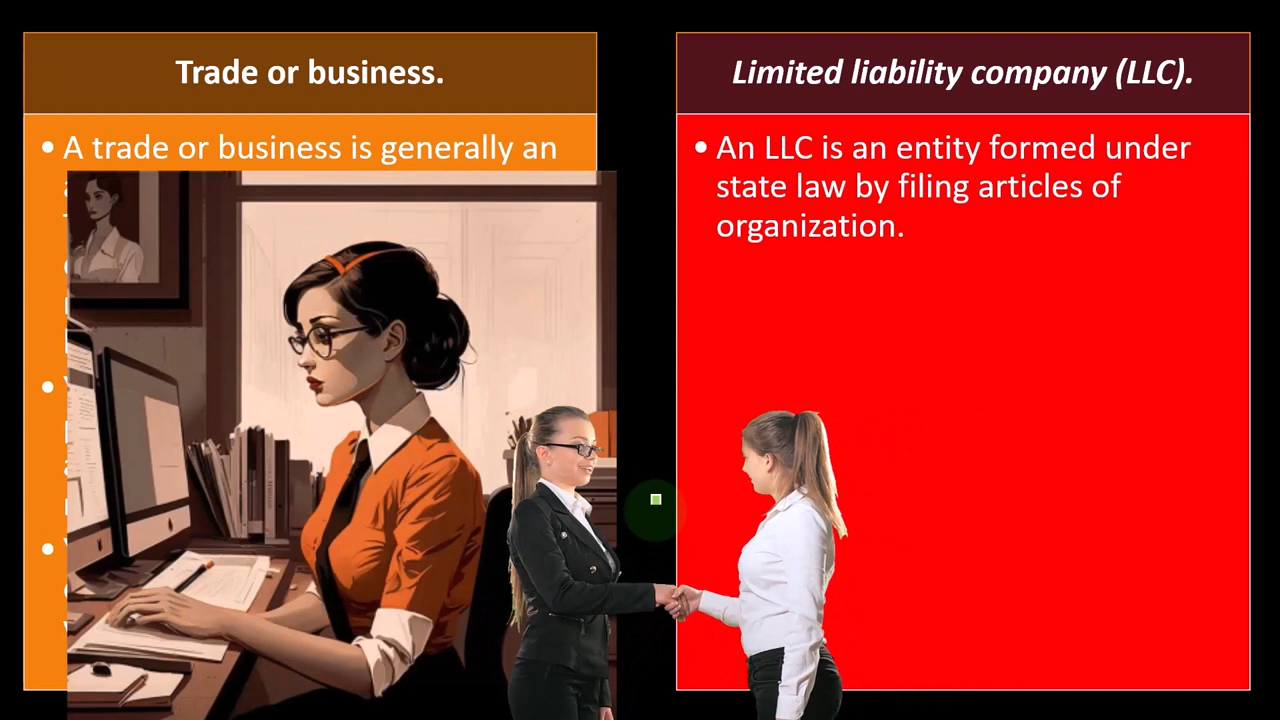 Trade or business.
• A trade or business is generally an
Limited liability company (LLC).
• An LLC is an entity formed under
state law by filing articles of
organization.